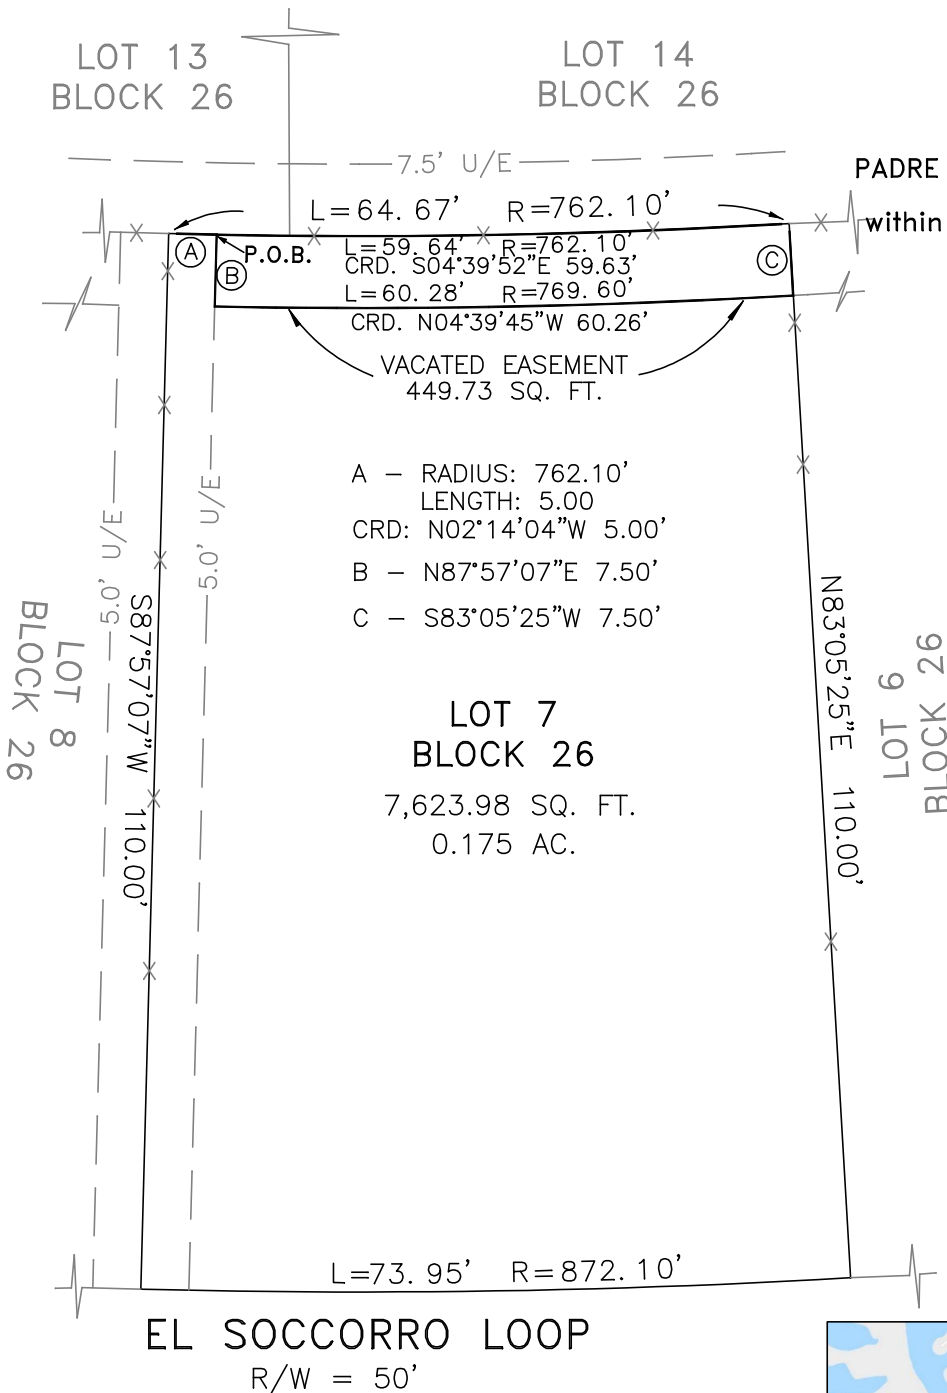 LOT 13
BLOCK 26
LOT 14
BLOCK 26
7.5' U/E
PADRE
within
L=64.67' R=762.10'
A
P.O.B.
B
L=59.64' R=762.10'
CRD. S04°39'52"E 59.63'
L=60.28' R=769.60'
C
CRD. N04°39'45"W 60.26'
VACATED EASEMENT
449.73 SQ. FT.
A – RADIUS: 762.10'
LENGTH: 5.00
CRD: N02°14'04"W 5.00'
B – N87°57'07"E 7.50'
C – S83°05'25"W 7.50'
5.0' U/E
5.0' U/E
S87°57'07"W 110.00'
N83°05'25"E 110.00'
LOT 8
BLOCK 26
LOT 6
BLOCK 26
LOT 7
BLOCK 26
7,623.98 SQ. FT.
0.175 AC.
L=73.95' R=872.10'
EL SOCCORRO LOOP
R/W = 50'